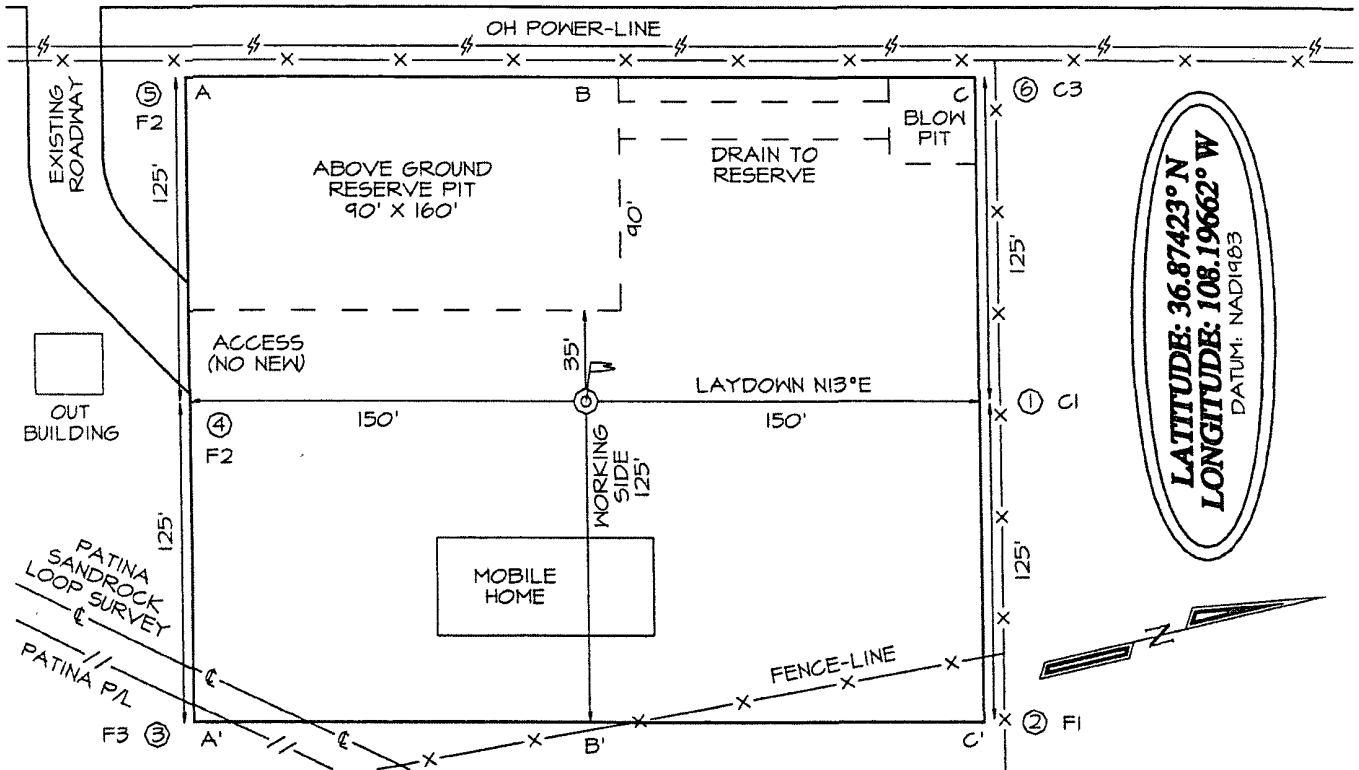 OH POWER-LINE
EXISTING
ROADWAY
⑤
F2
A
B
C
⑥ C3
BLOW
PIT
ABOVE GROUND
RESERVE PIT
90' X 160'
DRAIN TO
RESERVE
125'
90'
125'
LATITUDE: 36.87423° N
LONGITUDE: 108.19662° W
DATUM: NAD1983
ACCESS
(NO NEW)
35'
LAYDOWN N13°E
OUT
BUILDING
150'
150'
④
F2
① C1
WORKING
SIDE
125'
125'
125'
PATINA
SANDROCK
LOOP SURVEY
℄
℄
℄
PATINA P/L
MOBILE
HOME
FENCE-LINE
N
F3 ③
A'
B'
C'
② F1